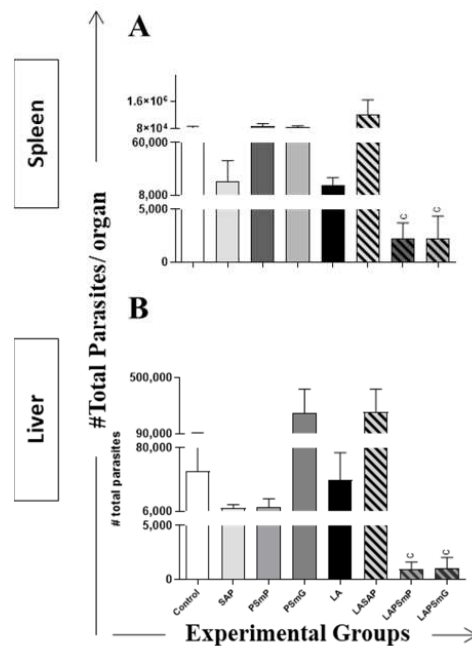 A
Spleen
1.6×10⁶
8×10⁴
60,000
8,000
5,000
0
C
C
#Total Parasites/ organ
B
Liver
# total parasites
500,000
90,000
80,000
6,000
5,000
0
C
C
Control
SAP
PSmP
PSmG
LA
LASAP
LAPSmP
LAPSmG
Experimental Groups